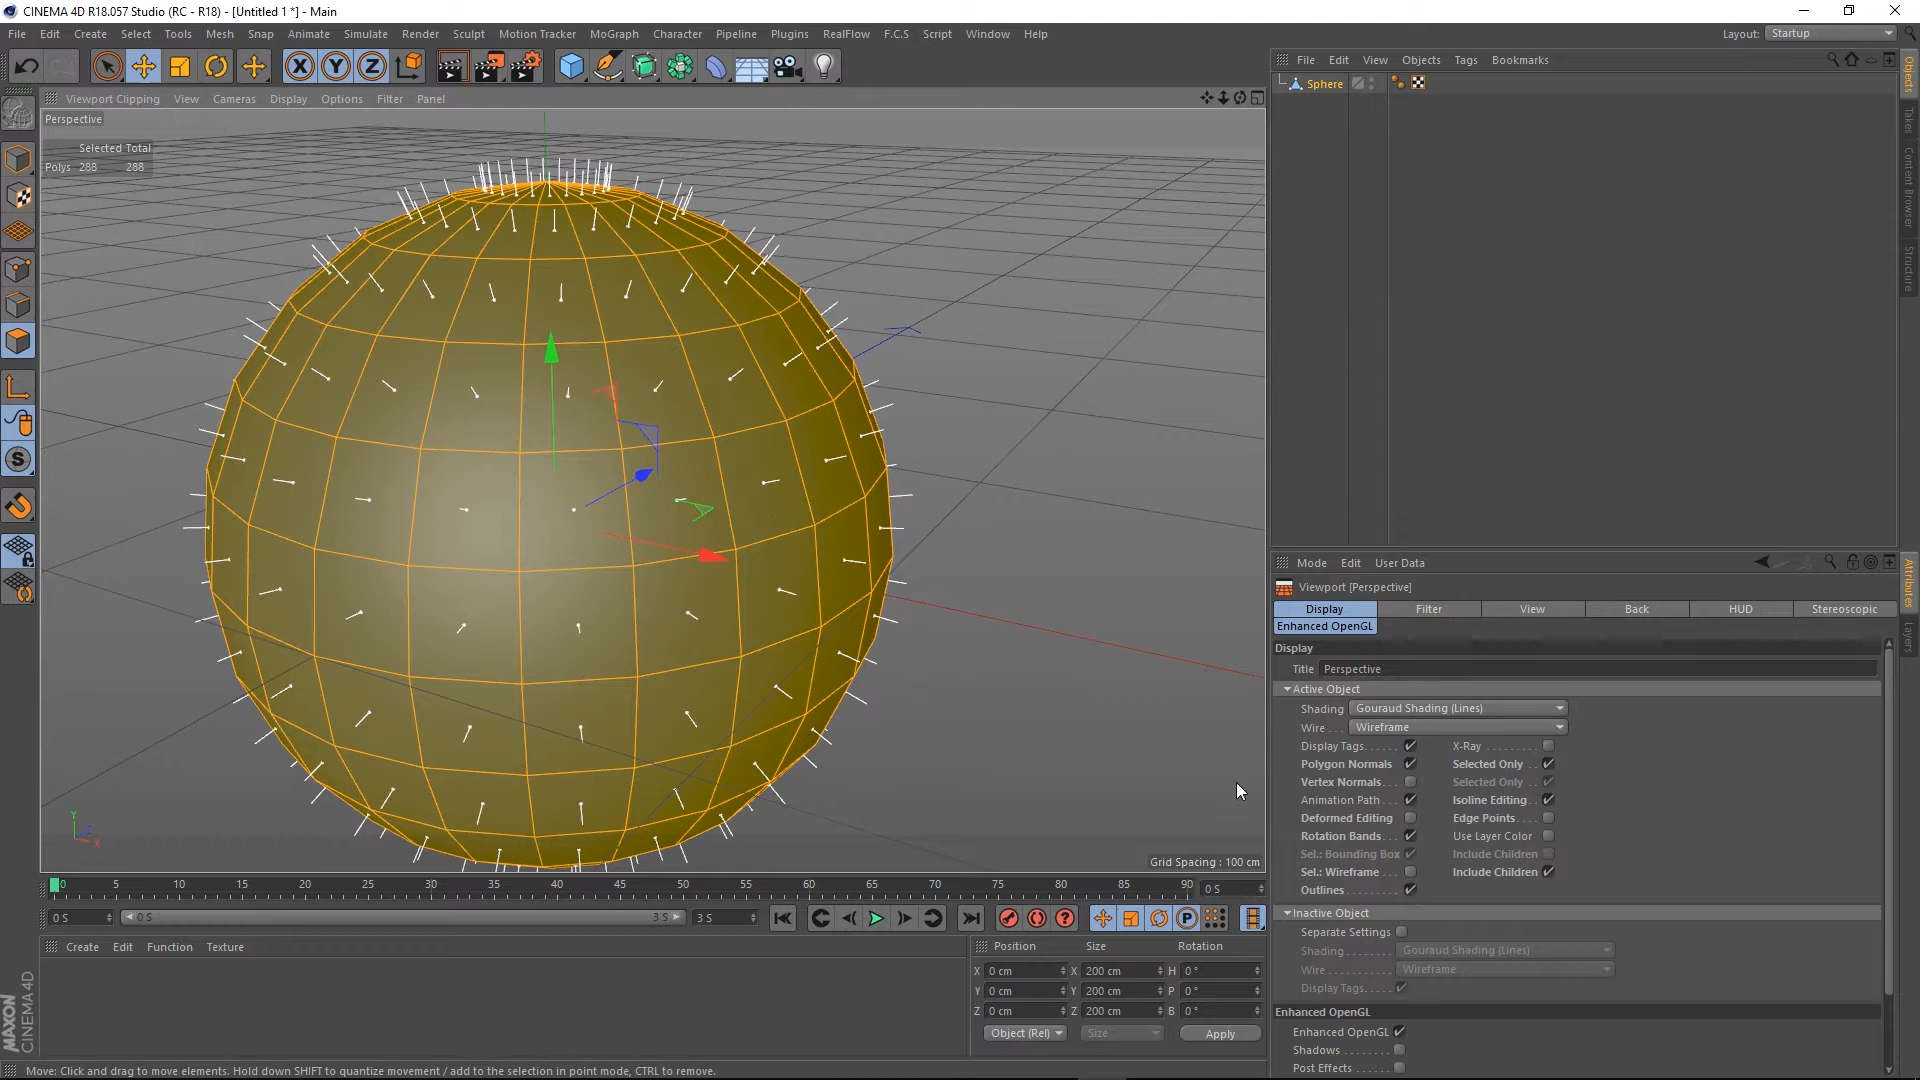 CINEMA 4D R18.057 Studio (RC - R18) - [Untitled 1 *] - Main
File Edit Create Select Tools Mesh Snap Animate Simulate Render Sculpt Motion Tracker MoGraph Character Pipeline Plugins RealFlow F.C.S Script Window Help
Layout: Startup
X Y Z
Viewport Clipping View Cameras Display Options Filter Panel
Perspective
Selected Total
Polys 288 288
Grid Spacing : 100 cm
Y Z X
S
File Edit View Objects Tags Bookmarks
Sphere
Objects
Takes
Content Browser
Structure
Attributes
Layers
Mode Edit User Data
Viewport [Perspective]
Display Filter View Back HUD Stereoscopic
Enhanced OpenGL
Display
Title Perspective
Active Object
Shading Gouraud Shading (Lines)
Wire . . . Wireframe
Display Tags. . . . . . X-Ray . . . . . . . . .
Polygon Normals Selected Only . .
Vertex Normals. . . . Selected Only . .
Animation Path . . . Isoline Editing. .
Deformed Editing Edge Points. . . .
Rotation Bands. . . . Use Layer Color
Sel.: Bounding Box Include Children
Sel.: Wireframe . . . Include Children
Outlines. . . . . . . . .
Inactive Object
Separate Settings
Shading. . . . . . . . Gouraud Shading (Lines)
Wire . . . . . . . . . . . Wireframe
Display Tags. . . . .
Enhanced OpenGL
Enhanced OpenGL
Shadows . . . . . . . .
Post Effects . . . . . .
0 5 10 15 20 25 30 35 40 45 50 55 60 65 70 75 80 85 90 0 S
0 S 0 S 3 S 3 S
? P
Create Edit Function Texture
Position Size Rotation
X 0 cm X 200 cm H 0 °
Y 0 cm Y 200 cm P 0 °
Z 0 cm Z 200 cm B 0 °
Object (Rel) Size Apply
MAXON
CINEMA 4D
Move: Click and drag to move elements. Hold down SHIFT to quantize movement / add to the selection in point mode, CTRL to remove.